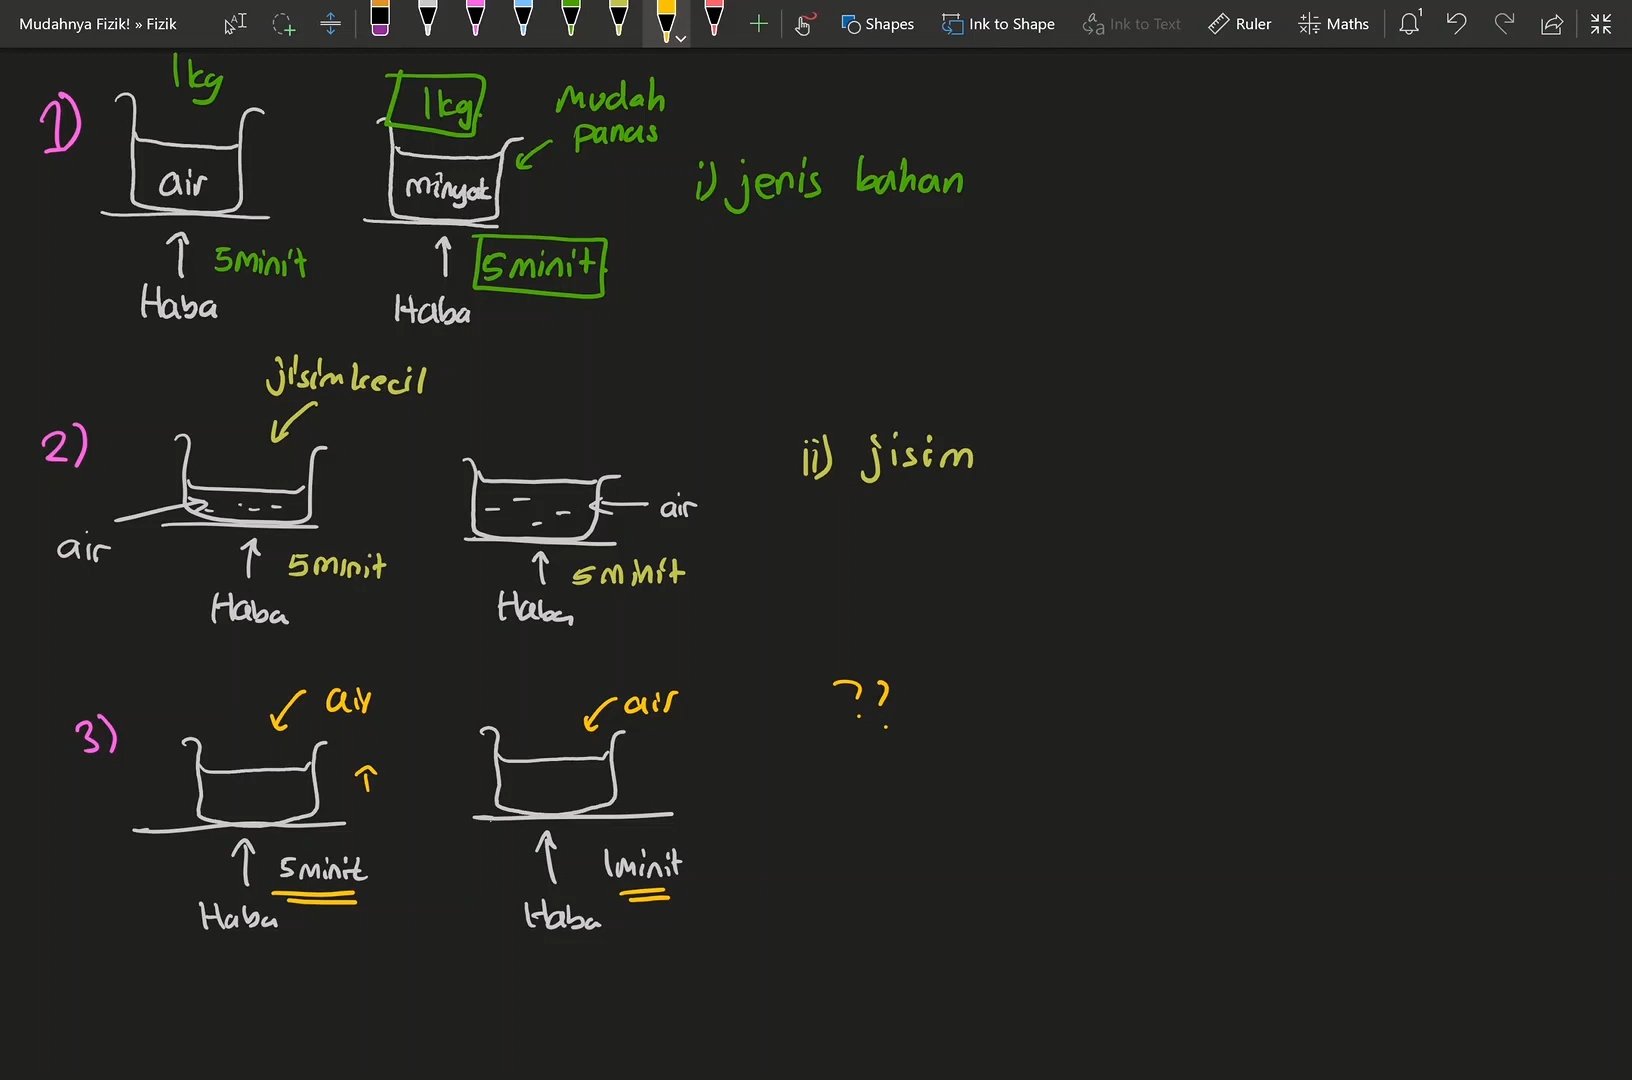 Mudahnya Fizik! » Fizik
Shapes
Ink to Shape
Ink to Text
Ruler
Maths
1
1)
1kg
1kg
Mudah
panas
air
minyak
i) jenis bahan
5minit
5minit
Haba
Haba
jisim kecil
2)
ii) jisim
air
air
5minit
5minit
Haba
Haba
3)
air
air
??
5minit
1minit
Haba
Haba